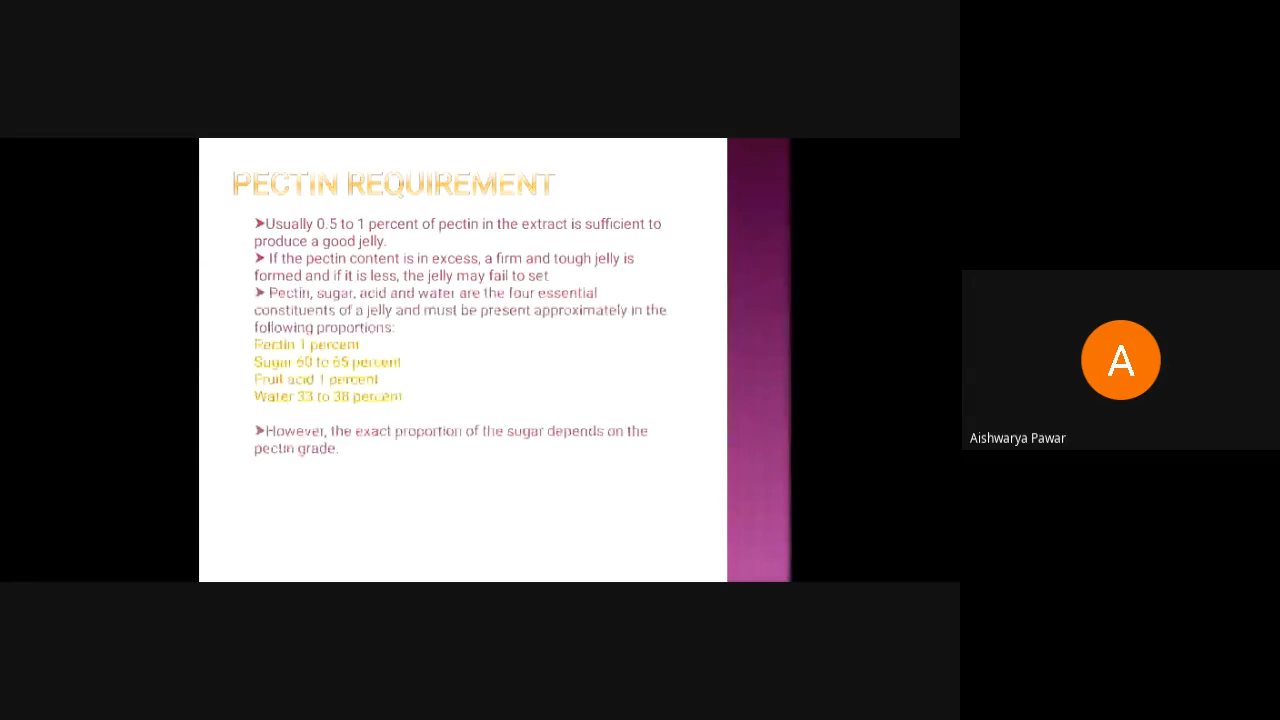 PECTIN REQUIREMENT
➤Usually 0.5 to 1 percent of pectin in the extract is sufficient to
produce a good jelly.
➤ If the pectin content is in excess, a firm and tough jelly is
formed and if it is less, the jelly may fail to set
➤ Pectin, sugar, acid and water are the four essential
constituents of a jelly and must be present approximately in the
following proportions:
Pectin 1 percent
Sugar 60 to 65 percent
Fruit acid 1 percent
Water 33 to 38 percent
➤However, the exact proportion of the sugar depends on the
pectin grade.
A
Aishwarya Pawar